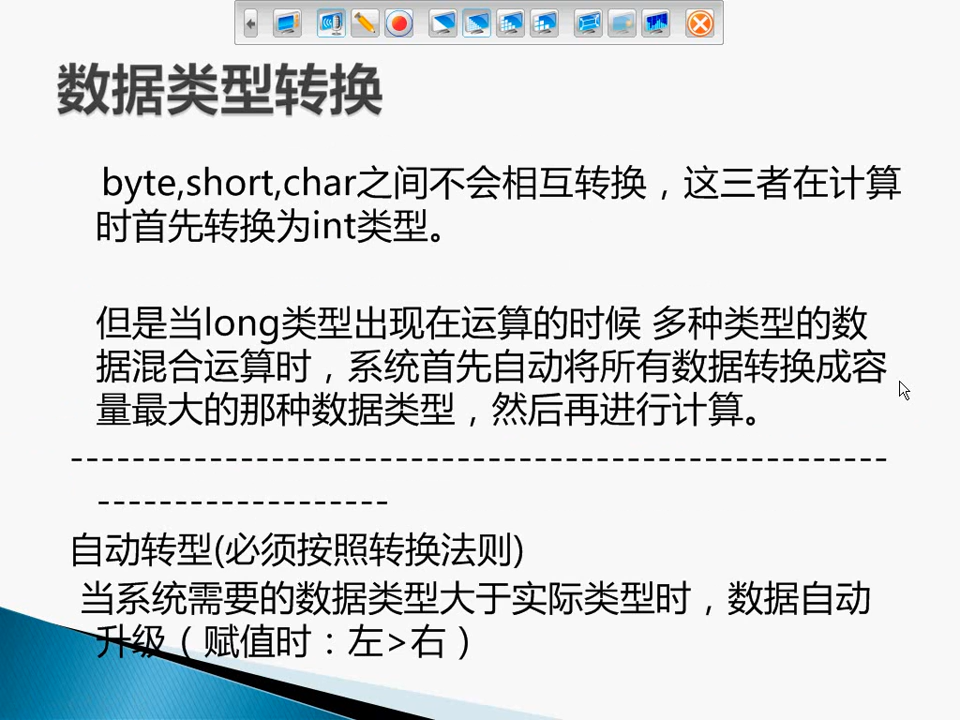 数据类型转换
byte,short,char之间不会相互转换，这三者在计算
时首先转换为int类型。
但是当long类型出现在运算的时候 多种类型的数
据混合运算时，系统首先自动将所有数据转换成容
量最大的那种数据类型，然后再进行计算。
-----------------------------------------------------
-------------------
自动转型(必须按照转换法则)
当系统需要的数据类型大于实际类型时，数据自动
升级（赋值时：左>右）